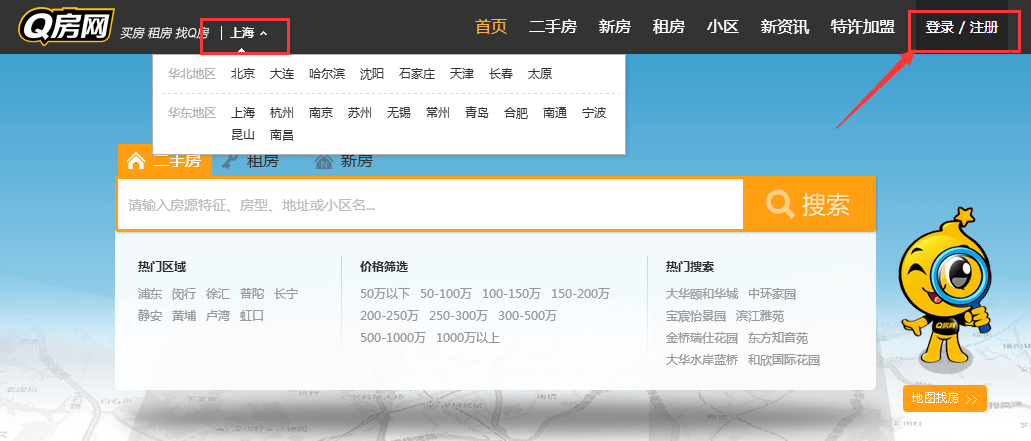 Q房网 买房 租房 找Q房 上海 首页 二手房 新房 租房 小区 新资讯 特许加盟 登录 / 注册
华北地区 北京 大连 哈尔滨 沈阳 石家庄 天津 长春 太原
华东地区 上海 杭州 南京 苏州 无锡 常州 青岛 合肥 南通 宁波
昆山 南昌
二手房 租房 新房
请输入房源特征、房型、地址或小区名... 搜索
热门区域 价格筛选 热门搜索
浦东 闵行 徐汇 普陀 长宁 50万以下 50-100万 100-150万 150-200万 大华颐和华城 中环家园
静安 黄埔 卢湾 虹口 200-250万 250-300万 300-500万 宝宸怡景园 滨江雅苑
500-1000万 1000万以上 金桥瑞仕花园 东方知音苑
大华水岸蓝桥 和欣国际花园
Q房网
地图找房 >>